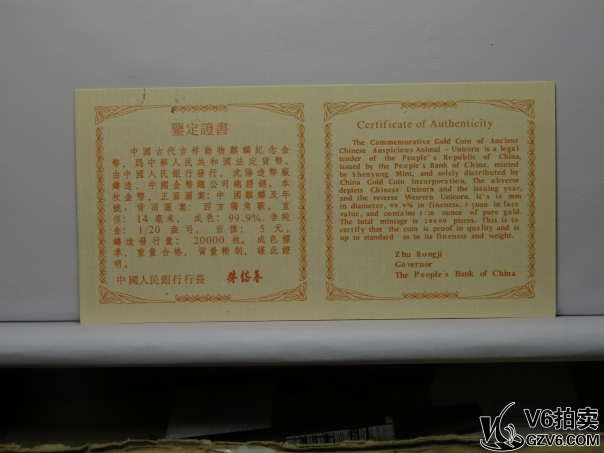 鑒定證書
中國古代吉祥動物麒麟紀念金
幣，爲中華人民共和國法定貨幣。
由中國人民銀行發行，沈陽造幣廠
鑄造，中國金幣總公司總經銷。本
枚金幣，正面圖案：中國麒麟及年
號，背面圖案：西方獨角獸。直
徑：14毫米，成色：99.9%，含純
金：1/20盎司，面值：5元，
鑄造發行量：20000枚。成色標
準，重量合格，質量精制，謹此證
明。
中國人民銀行行長
Certificate of Authenticity
The Commemorative Gold Coin of Ancient
Chinese Auspicious Animal – Unicorn is a legal
tender of the People's Republic of China,
issued by the People's Bank of China, minted
by Shenyang Mint, and solely distributed by
China Gold Coin Incorporation. The obverse
depicts Chinese Unicorn and the issuing year,
and the reverse Western Unicorn. It's 14 mm
in diameter, 99.9% in fineness, 5 yuan in face
value, and contains 1/20 ounce of pure gold.
The total mintage is 20000 pieces. This is to
certify that the coin is proof in quality and is
up to standard as to its fineness and weight.
Zhu Rongji
Governor
The People's Bank of China
V6拍卖
GZV6.COM